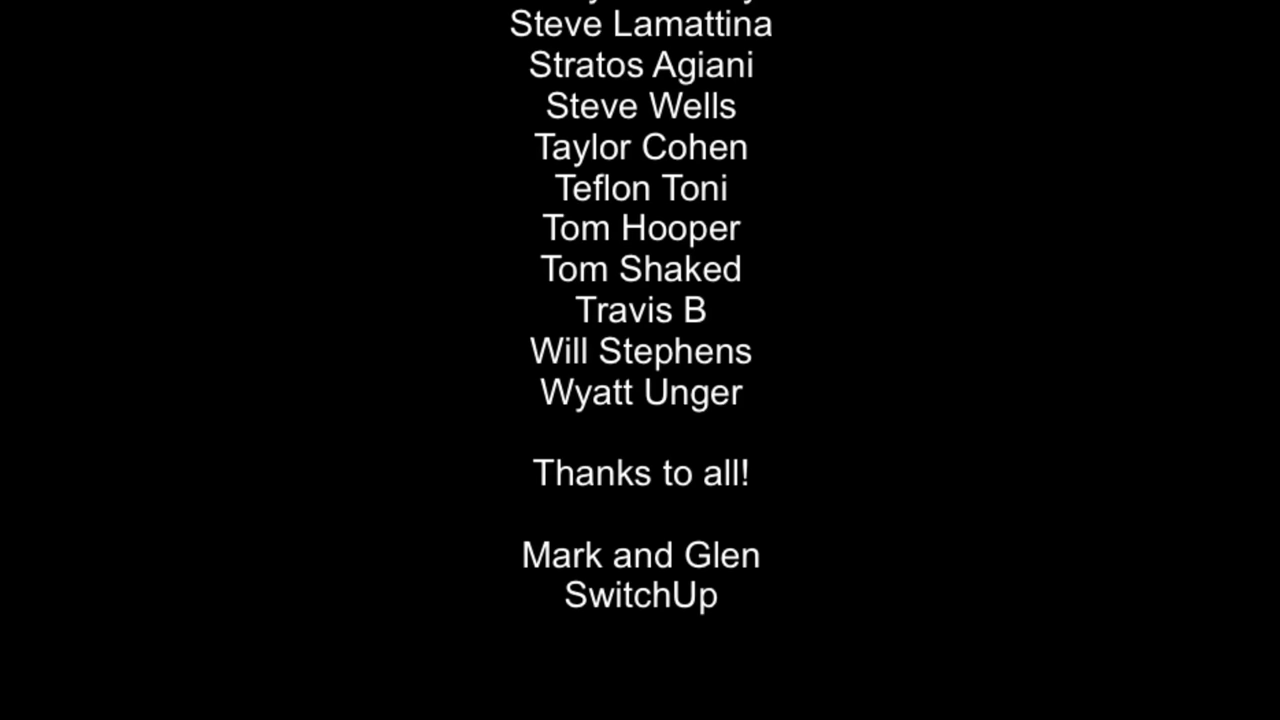 Steve Lamattina
Stratos Agiani
Steve Wells
Taylor Cohen
Teflon Toni
Tom Hooper
Tom Shaked
Travis B
Will Stephens
Wyatt Unger
Thanks to all!
Mark and Glen
SwitchUp